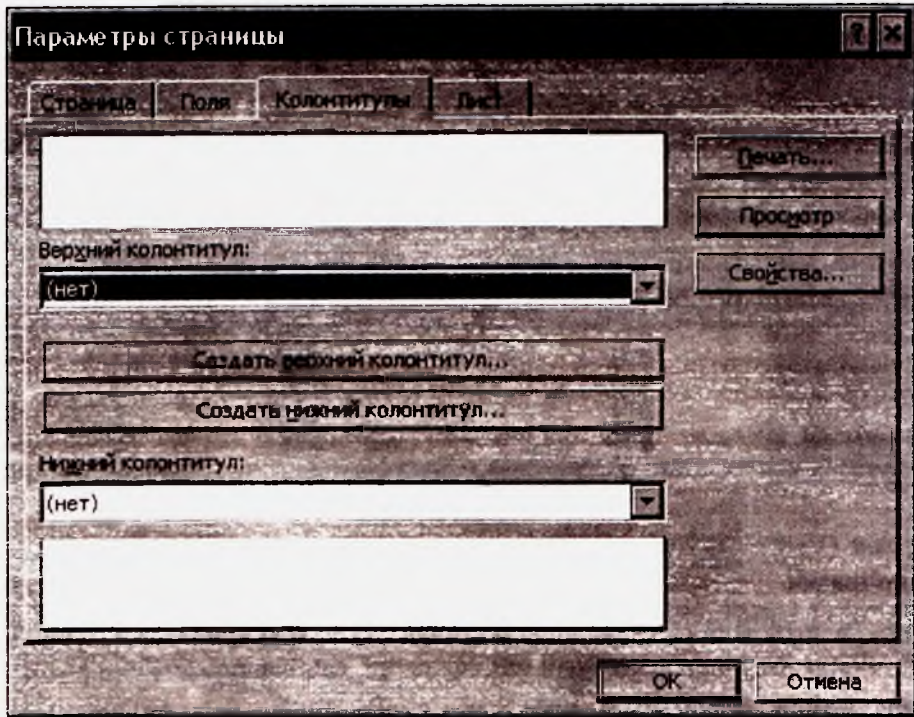 Параметры страницы
Страница Поля Колонтитулы Лист
Печать...
Просмотр
Верхний колонтитул:
Свойства...
(нет)
Создать верхний колонтитул...
Создать нижний колонтитул...
Нижний колонтитул:
(нет)
ОК Отмена